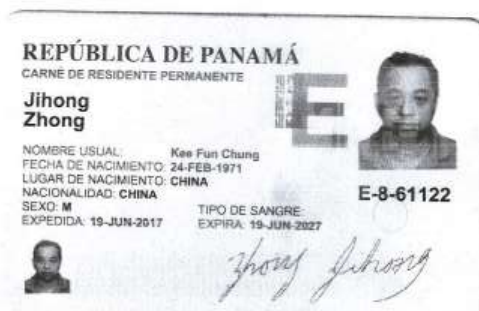 REPÚBLICA DE PANAMÁ
CARNÉ DE RESIDENTE PERMANENTE
Jihong
Zhong
NOMBRE USUAL: Kee Fun Chung
FECHA DE NACIMIENTO: 24-FEB-1971
LUGAR DE NACIMIENTO: CHINA
NACIONALIDAD: CHINA
SEXO: M
TIPO DE SANGRE:
EXPEDIDA: 19-JUN-2017
EXPIRA: 19-JUN-2027
E
E-8-61122
Zhong Jihong